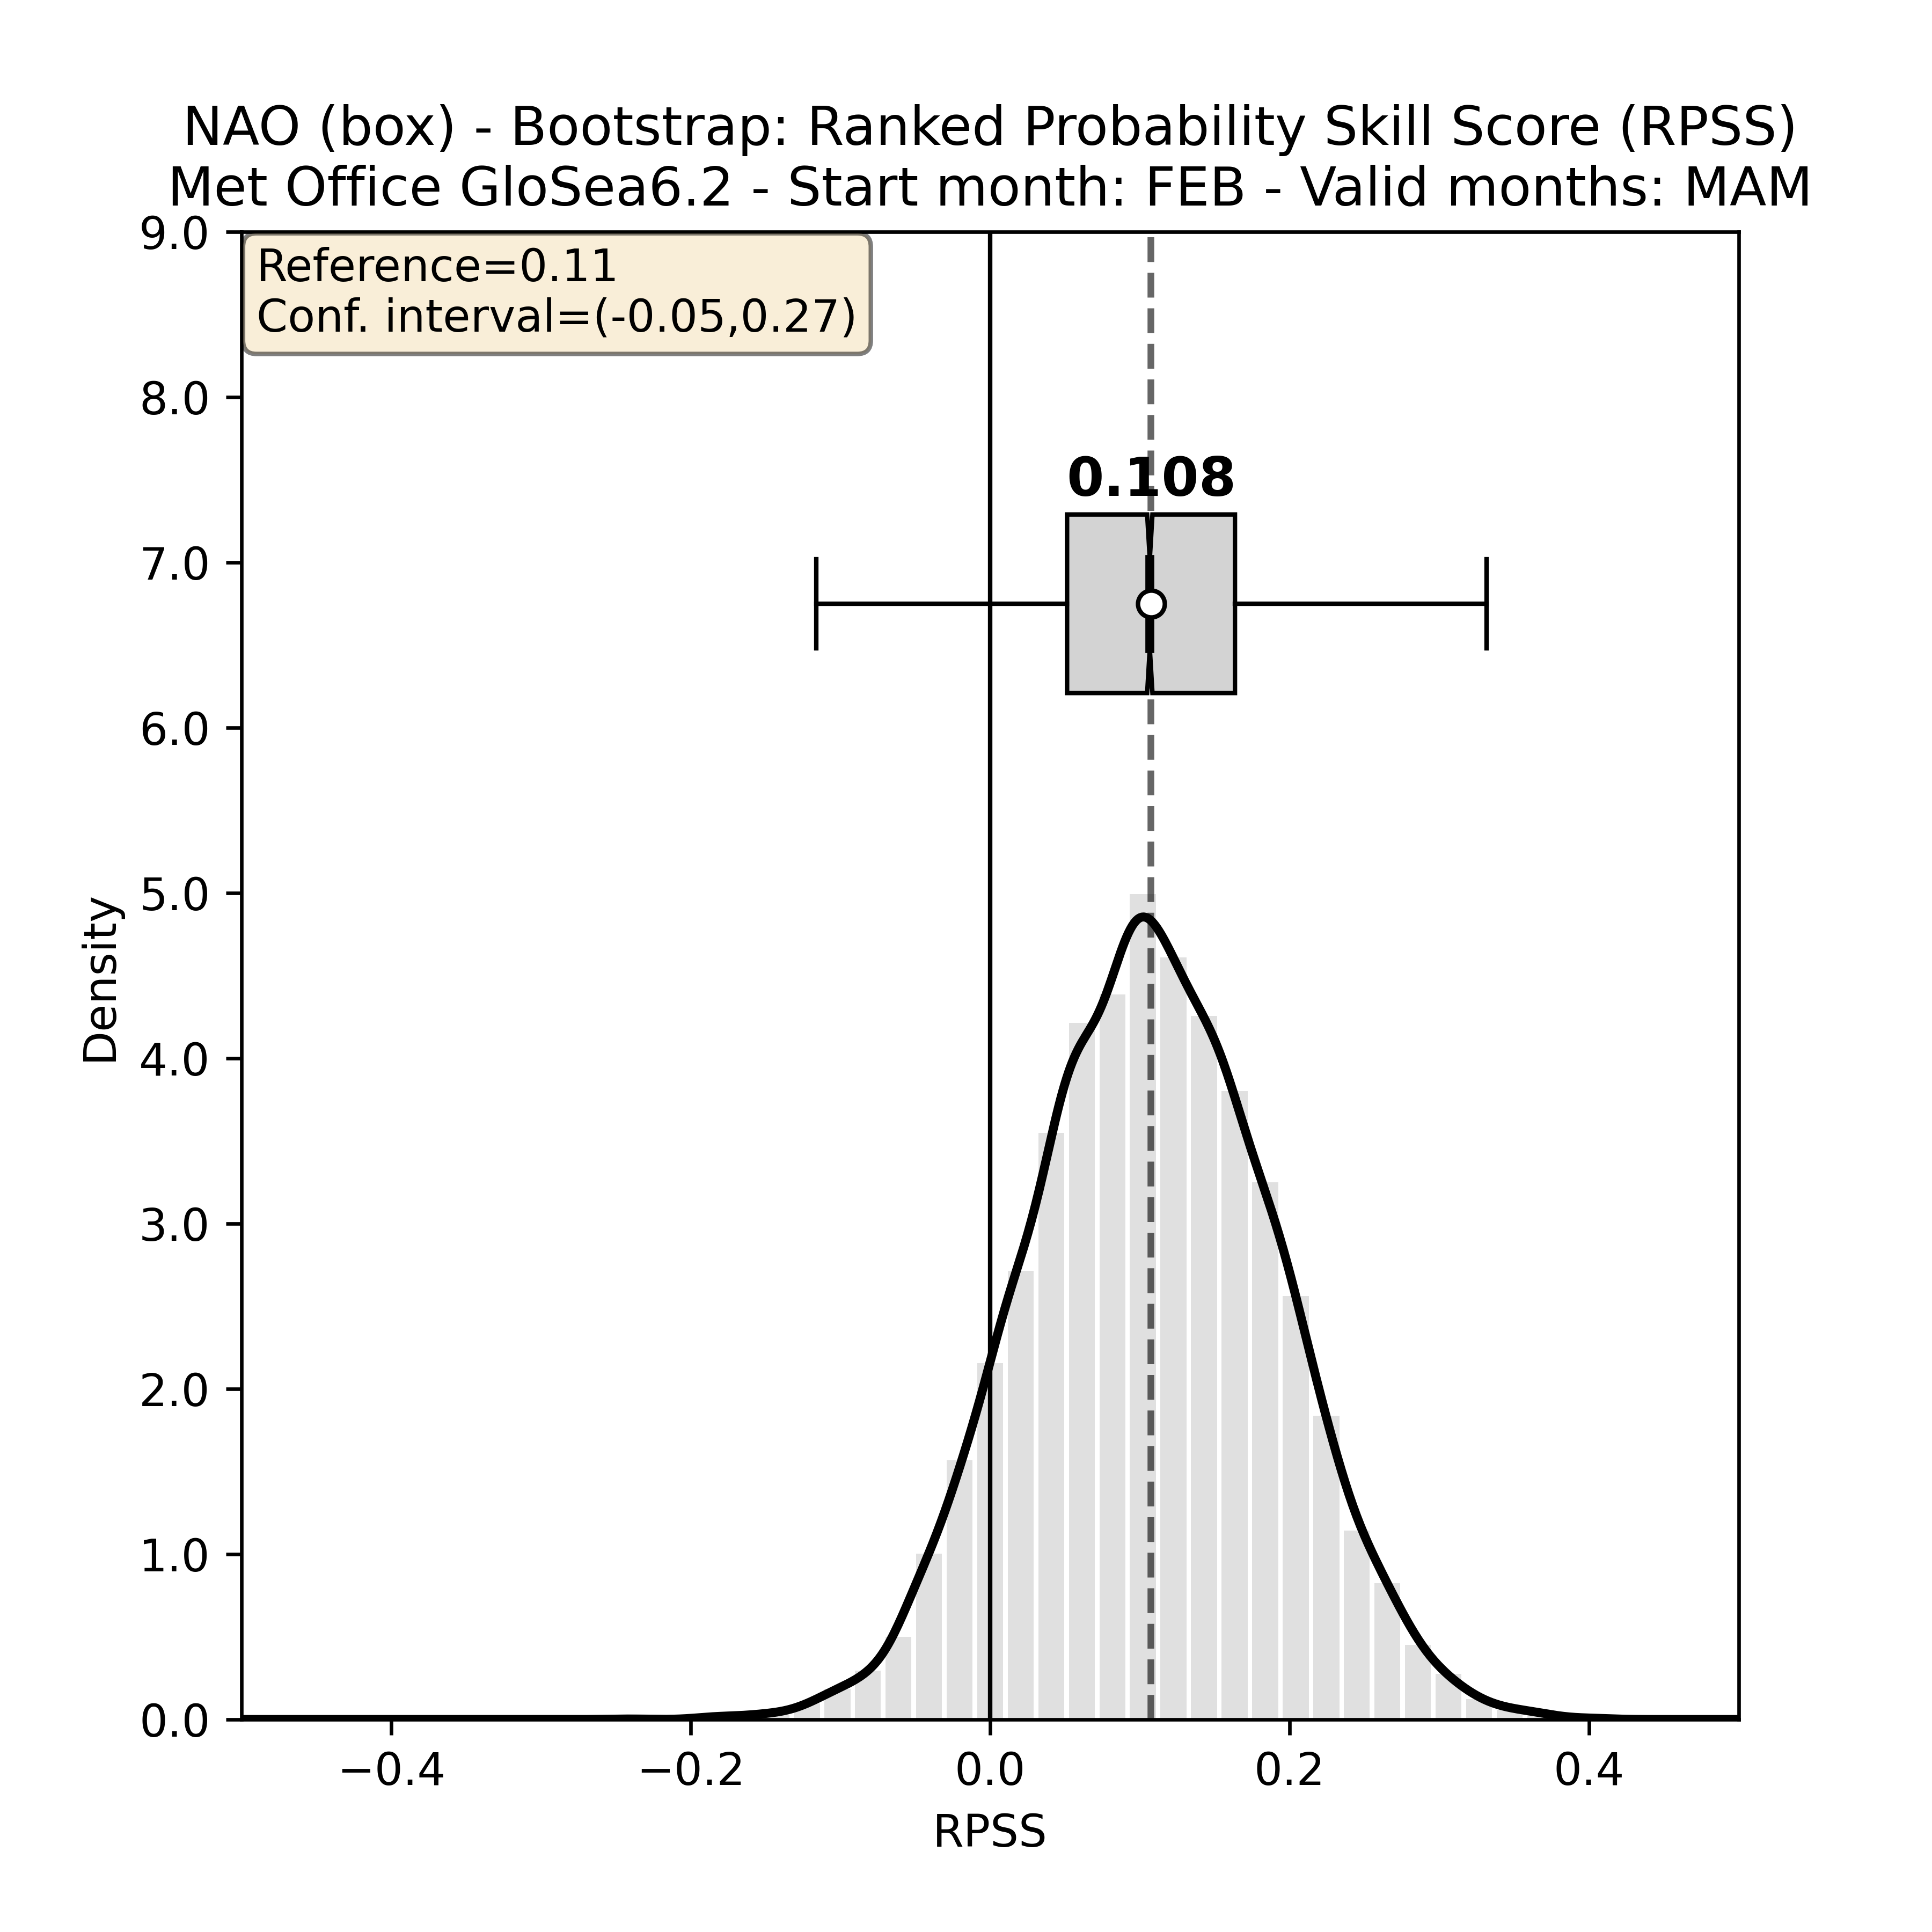 NAO (box) - Bootstrap: Ranked Probability Skill Score (RPSS)
Met Office GloSea6.2 - Start month: FEB - Valid months: MAM
Reference=0.11
Conf. interval=(-0.05,0.27)
0.108
9.0
8.0
7.0
6.0
5.0
4.0
3.0
2.0
1.0
0.0
Density
−0.4
−0.2
0.0
0.2
0.4
RPSS